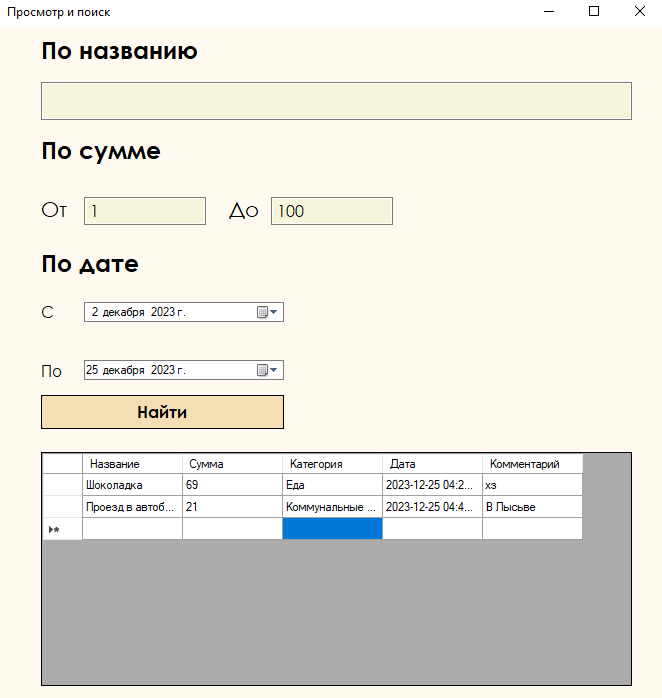 Просмотр и поиск
По названию
По сумме
От 1 До 100
По дате
С 2 декабря 2023 г.
По 25 декабря 2023 г.
Найти
Название Сумма Категория Дата Комментарий
Шоколадка 69 Еда 2023-12-25 04:2... хз
Проезд в автоб... 21 Коммунальные ... 2023-12-25 04:4... В Лысьве